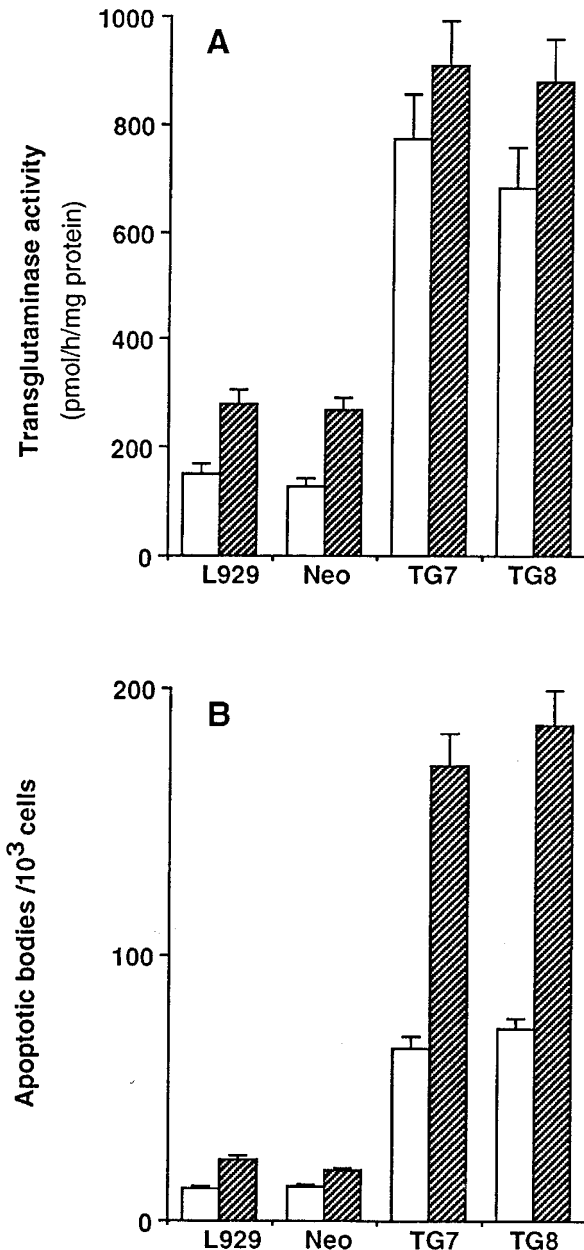 A
Transglutaminase activity
(pmol/h/mg protein)
1000
800
600
400
200
0
L929 Neo TG7 TG8
B
Apoptotic bodies /10³ cells
200
100
0
L929 Neo TG7 TG8